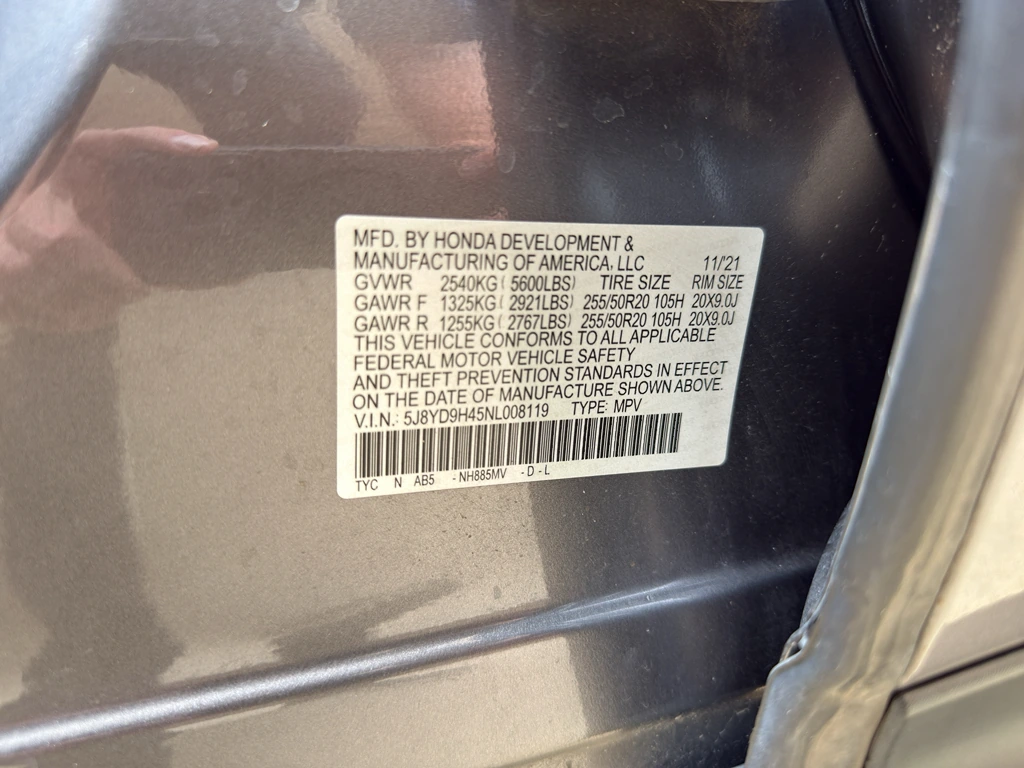 MFD. BY HONDA DEVELOPMENT &
MANUFACTURING OF AMERICA, LLC 11/'21
GVWR 2540KG ( 5600LBS) TIRE SIZE RIM SIZE
GAWR F 1325KG ( 2921LBS) 255/50R20 105H 20X9.0J
GAWR R 1255KG ( 2767LBS) 255/50R20 105H 20X9.0J
THIS VEHICLE CONFORMS TO ALL APPLICABLE
FEDERAL MOTOR VEHICLE SAFETY
AND THEFT PREVENTION STANDARDS IN EFFECT
ON THE DATE OF MANUFACTURE SHOWN ABOVE.
V.I.N.: 5J8YD9H45NL008119 TYPE: MPV
TYC N AB5 - NH885MV - D - L